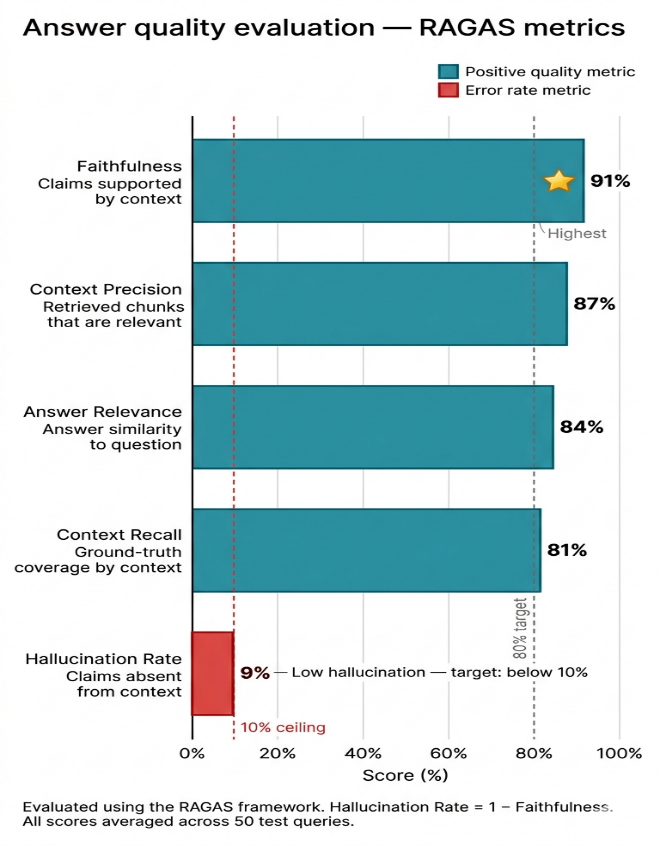 Answer quality evaluation — RAGAS metrics
Positive quality metric
Error rate metric
Faithfulness
Claims supported
by context
91%
Highest
Context Precision
Retrieved chunks
that are relevant
87%
Answer Relevance
Answer similarity
to question
84%
Context Recall
Ground-truth
coverage by context
81%
80% target
Hallucination Rate
Claims absent
from context
9% — Low hallucination — target: below 10%
10% ceiling
0% 20% 40% 60% 80% 100%
Score (%)
Evaluated using the RAGAS framework. Hallucination Rate = 1 − Faithfulness.
All scores averaged across 50 test queries.